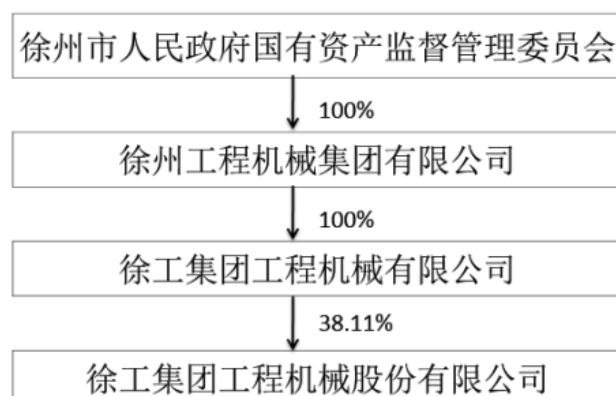 徐州市人民政府国有资产监督管理委员会
100%
徐州工程机械集团有限公司
100%
徐工集团工程机械有限公司
38.11%
徐工集团工程机械股份有限公司